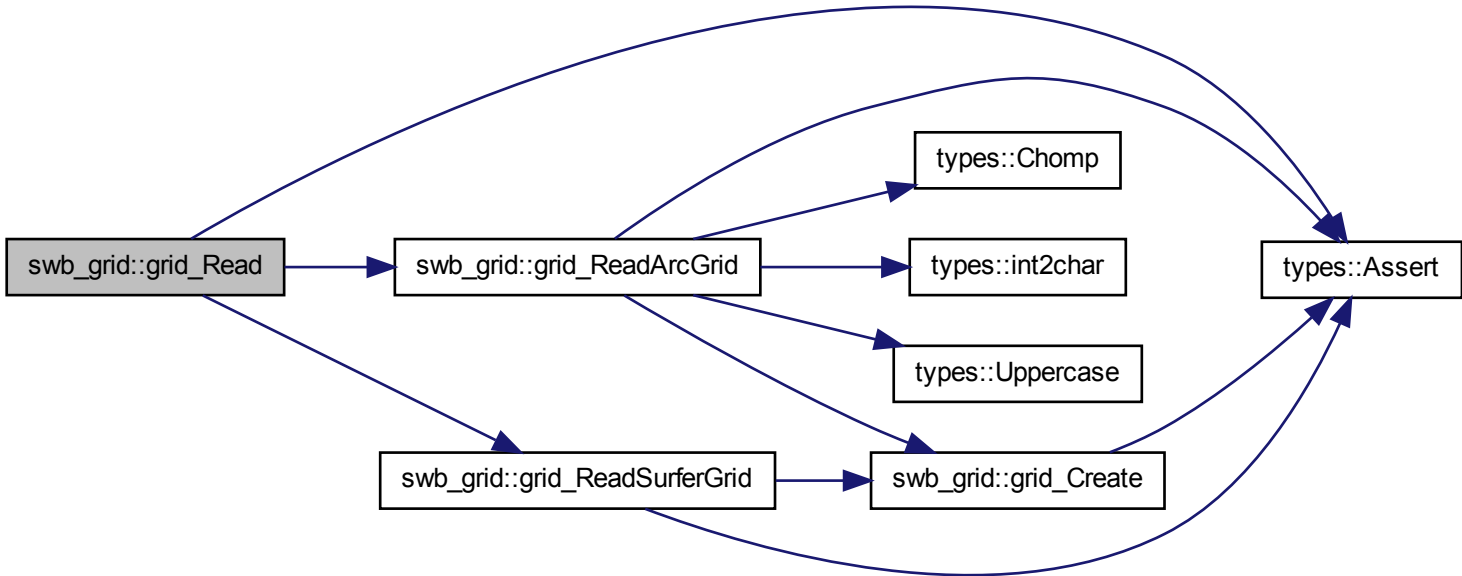 types::Chomp
swb_grid::grid_Read
swb_grid::grid_ReadArcGrid
types::int2char
types::Assert
types::Uppercase
swb_grid::grid_ReadSurferGrid
swb_grid::grid_Create